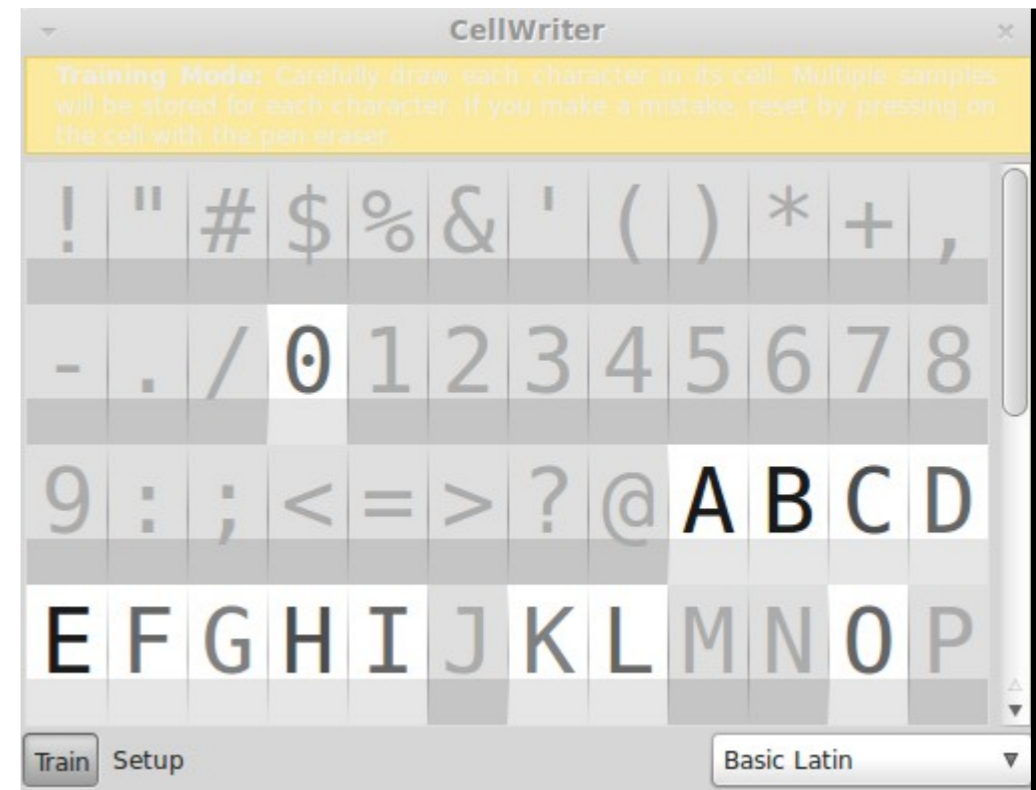 CellWriter
Training Mode: Carefully draw each character in its cell. Multiple samples
will be stored for each character. If you make a mistake, reset by pressing on
the cell with the pen eraser.
! " # $ % & ' ( ) * + ,
- . / 0 1 2 3 4 5 6 7 8
9 : ; < = > ? @ A B C D
E F G H I J K L M N O P
Train Setup Basic Latin